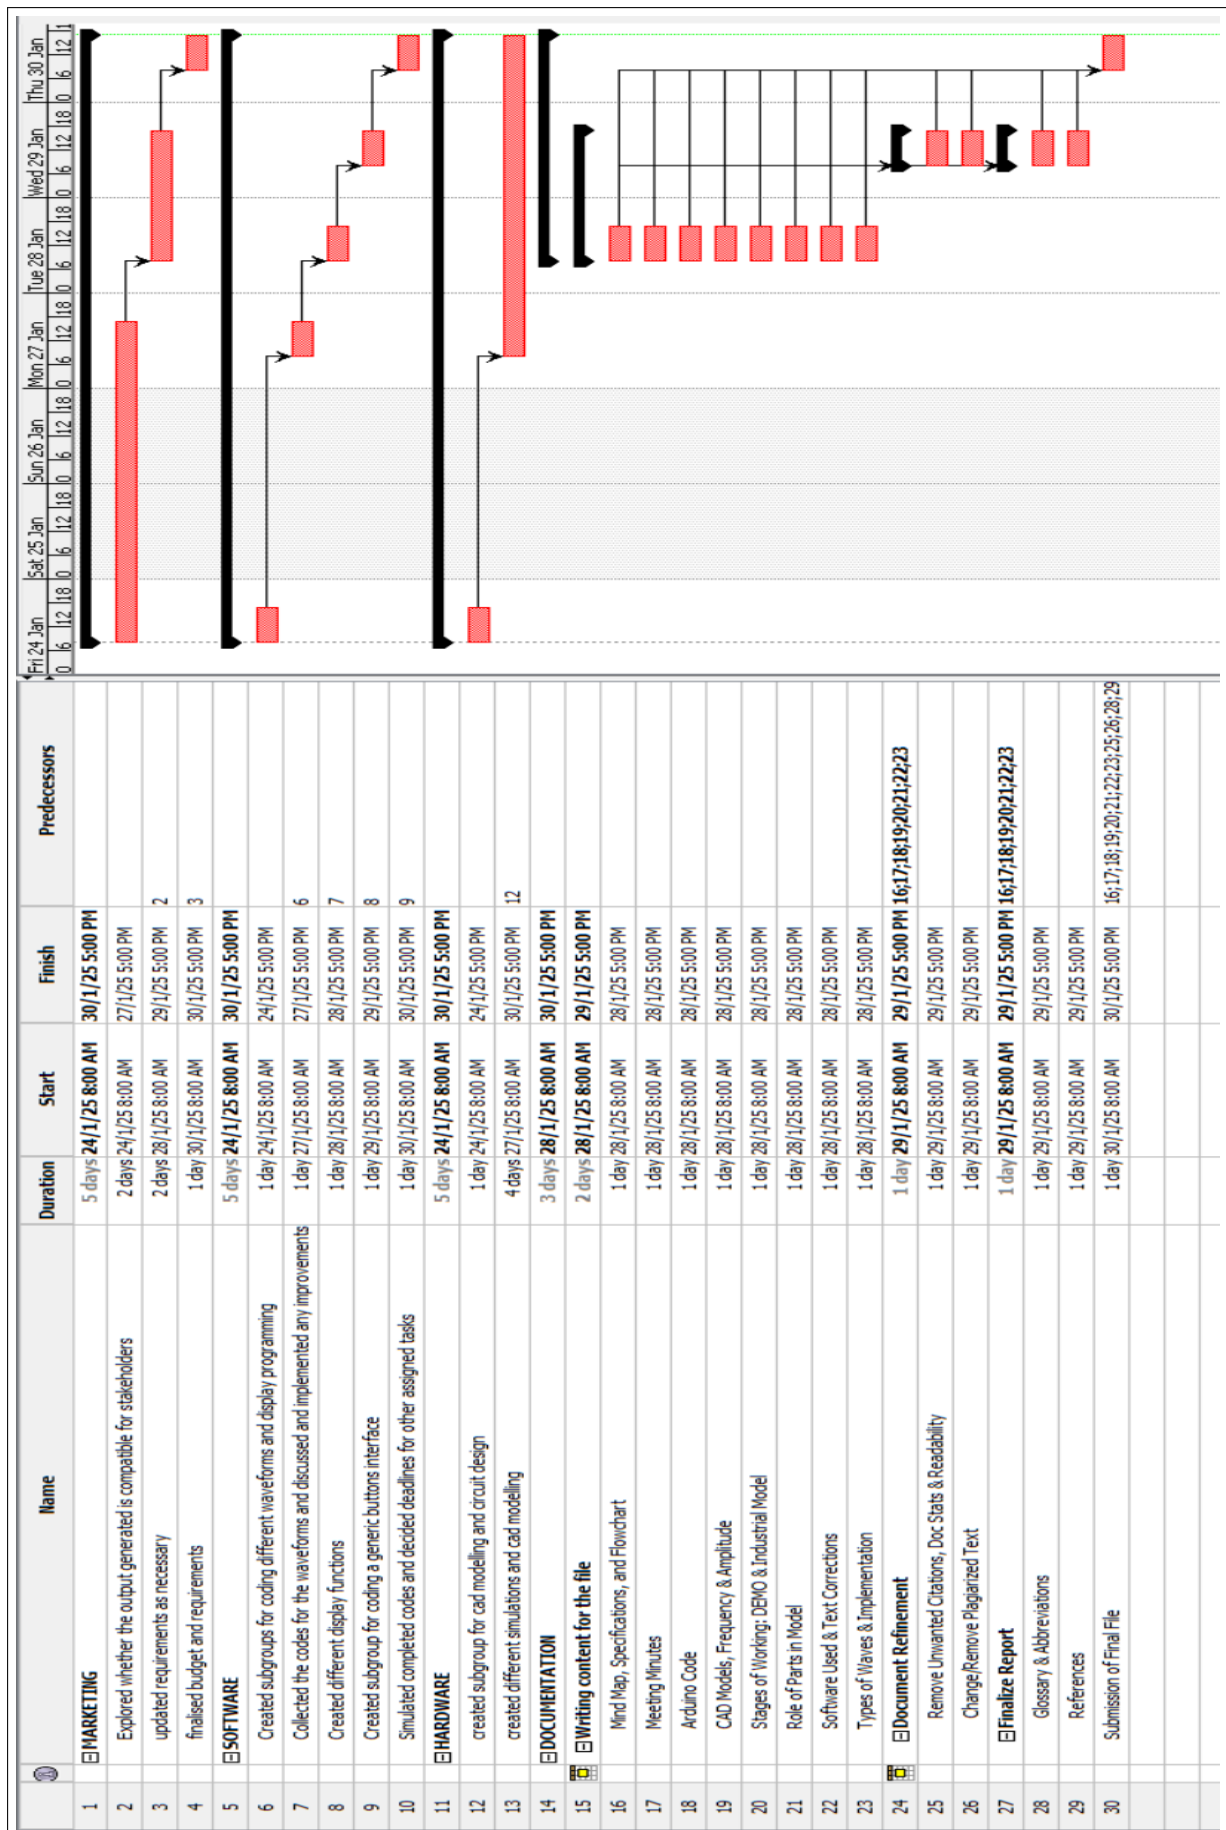 Name Duration Start Finish Predecessors
1 MARKETING 5 days 24/1/25 8:00 AM 30/1/25 5:00 PM
2 Explored whether the output generated is compatible for stakeholders 2 days 24/1/25 8:00 AM 27/1/25 5:00 PM
3 updated requirements as necessary 2 days 28/1/25 8:00 AM 29/1/25 5:00 PM 2
4 finalised budget and requirements 1 day 30/1/25 8:00 AM 30/1/25 5:00 PM 3
5 SOFTWARE 5 days 24/1/25 8:00 AM 30/1/25 5:00 PM
6 Created subgroups for coding different waveforms and display programming 1 day 24/1/25 8:00 AM 24/1/25 5:00 PM
7 Collected the codes for the waveforms and discussed and implemented any improvements 1 day 27/1/25 8:00 AM 27/1/25 5:00 PM 6
8 Created different display functions 1 day 28/1/25 8:00 AM 28/1/25 5:00 PM 7
9 Created subgroup for coding a generic buttons interface 1 day 29/1/25 8:00 AM 29/1/25 5:00 PM 8
10 Simulated completed codes and decided deadlines for other assigned tasks 1 day 30/1/25 8:00 AM 30/1/25 5:00 PM 9
11 HARDWARE 5 days 24/1/25 8:00 AM 30/1/25 5:00 PM
12 created subgroup for cad modelling and circuit design 1 day 24/1/25 8:00 AM 24/1/25 5:00 PM
13 created different simulations and cad modelling 4 days 27/1/25 8:00 AM 30/1/25 5:00 PM 12
14 DOCUMENTATION 3 days 28/1/25 8:00 AM 30/1/25 5:00 PM
15 Writing content for the file 2 days 28/1/25 8:00 AM 29/1/25 5:00 PM
16 Mind Map, Specifications, and Flowchart 1 day 28/1/25 8:00 AM 28/1/25 5:00 PM
17 Meeting Minutes 1 day 28/1/25 8:00 AM 28/1/25 5:00 PM
18 Arduino Code 1 day 28/1/25 8:00 AM 28/1/25 5:00 PM
19 CAD Models, Frequency & Amplitude 1 day 28/1/25 8:00 AM 28/1/25 5:00 PM
20 Stages of Working: DEMO & Industrial Model 1 day 28/1/25 8:00 AM 28/1/25 5:00 PM
21 Role of Parts in Model 1 day 28/1/25 8:00 AM 28/1/25 5:00 PM
22 Software Used & Text Corrections 1 day 28/1/25 8:00 AM 28/1/25 5:00 PM
23 Types of Waves & Implementation 1 day 28/1/25 8:00 AM 28/1/25 5:00 PM
24 Document Refinement 1 day 29/1/25 8:00 AM 29/1/25 5:00 PM 16;17;18;19;20;21;22;23
25 Remove Unwanted Citations, Doc Stats & Readability 1 day 29/1/25 8:00 AM 29/1/25 5:00 PM
26 Change/Remove Plagiarized Text 1 day 29/1/25 8:00 AM 29/1/25 5:00 PM
27 Finalize Report 1 day 29/1/25 8:00 AM 29/1/25 5:00 PM 16;17;18;19;20;21;22;23
28 Glossary & Abbreviations 1 day 29/1/25 8:00 AM 29/1/25 5:00 PM
29 References 1 day 29/1/25 8:00 AM 29/1/25 5:00 PM
30 Submission of Final File 1 day 30/1/25 8:00 AM 30/1/25 5:00 PM 16;17;18;19;20;21;22;23;25;26;28;29
Fri 24 Jan Sat 25 Jan Sun 26 Jan Mon 27 Jan Tue 28 Jan Wed 29 Jan Thu 30 Jan
0 6 12 18 0 6 12 18 0 6 12 18 0 6 12 18 0 6 12 18 0 6 12 18 0 6 12 1